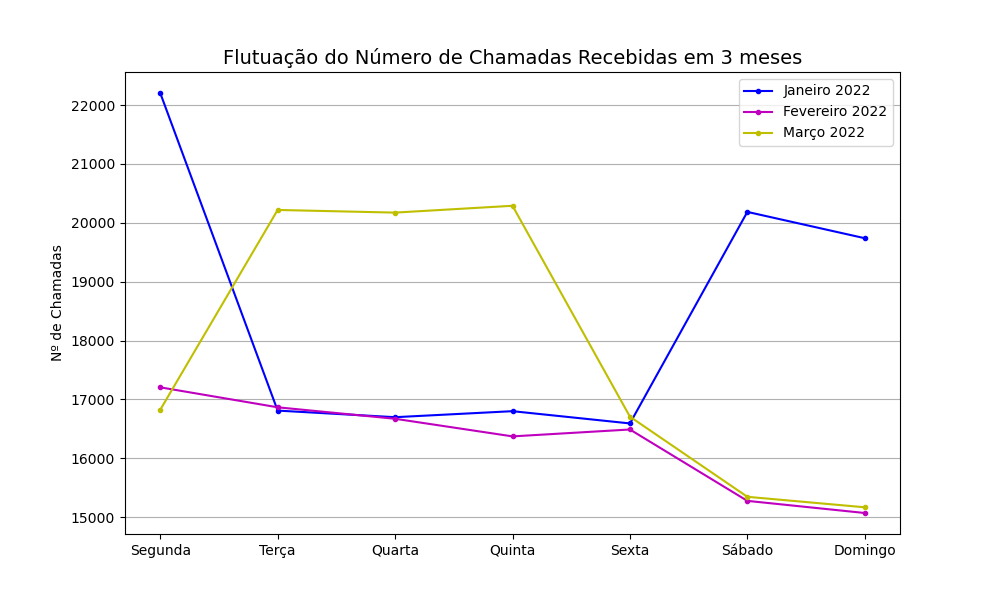 Flutuação do Número de Chamadas Recebidas em 3 meses
Janeiro 2022
Fevereiro 2022
Março 2022
Nº de Chamadas
22000
21000
20000
19000
18000
17000
16000
15000
Segunda Terça Quarta Quinta Sexta Sábado Domingo